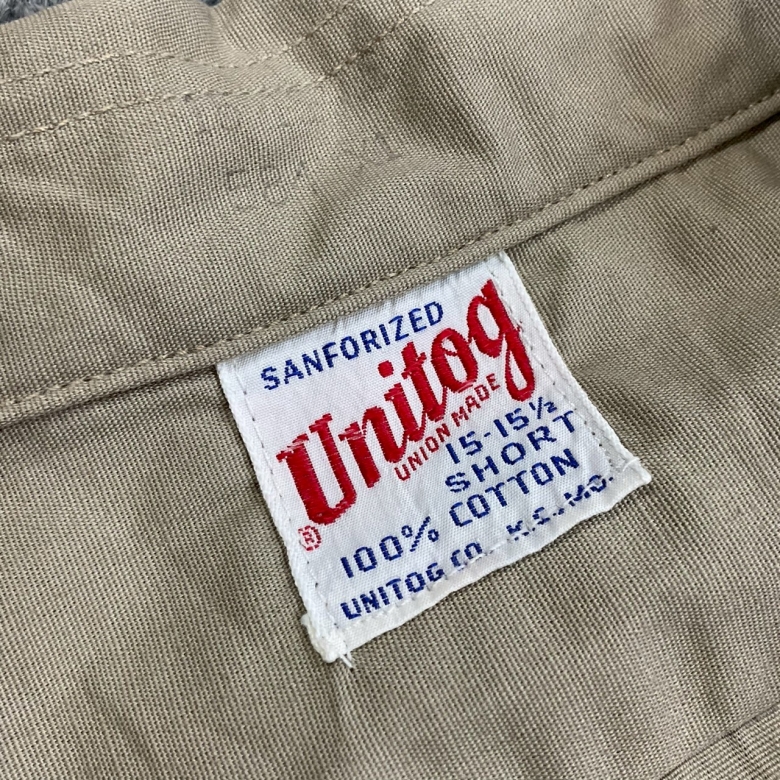 SANFORIZED
Unitog
UNION MADE
15-15½
SHORT
® 100% COTTON
UNITOG CO. K.C.MO.